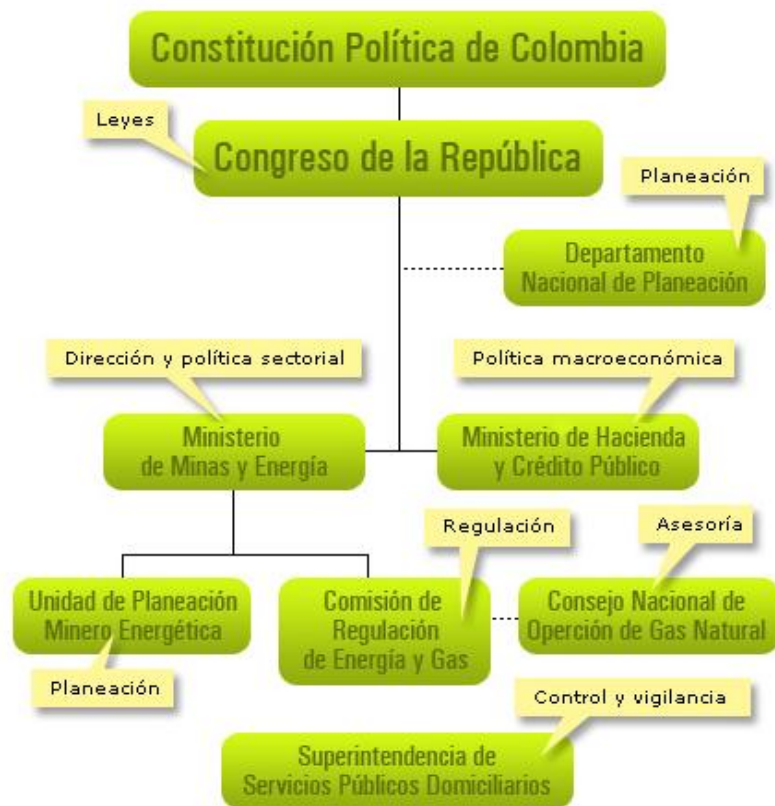 Constitución Política de Colombia
Leyes
Congreso de la República
Planeación
Departamento
Nacional de Planeación
Dirección y política sectorial
Política macroeconómica
Ministerio
de Minas y Energía
Ministerio de Hacienda
y Crédito Público
Regulación
Asesoría
Unidad de Planeación
Minero Energética
Comisión de
Regulación
de Energía y Gas
Consejo Nacional de
Operción de Gas Natural
Planeación
Control y vigilancia
Superintendencia de
Servicios Públicos Domiciliarios